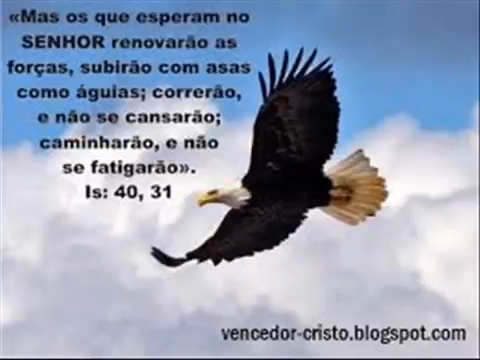 «Mas os que esperam no
SENHOR renovarão as
forças, subirão com asas
como águias; correrão,
e não se cansarão;
caminharão, e não
se fatigarão».
Is: 40, 31
vencedor-cristo.blogspot.com